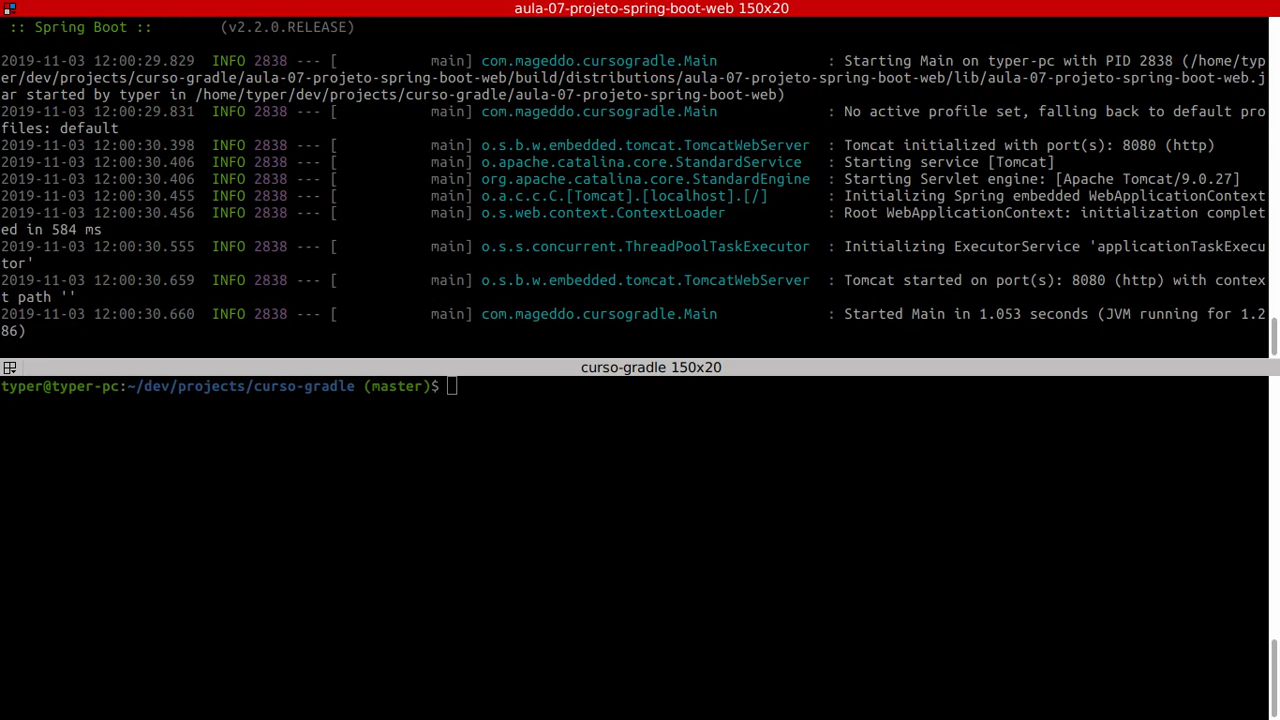 aula-07-projeto-spring-boot-web 150x20
:: Spring Boot ::        (v2.2.0.RELEASE)
2019-11-03 12:00:29.829  INFO 2838 --- [           main] com.mageddo.cursogradle.Main             : Starting Main on typer-pc with PID 2838 (/home/typ
er/dev/projects/curso-gradle/aula-07-projeto-spring-boot-web/build/distributions/aula-07-projeto-spring-boot-web/lib/aula-07-projeto-spring-boot-web.j
ar started by typer in /home/typer/dev/projects/curso-gradle/aula-07-projeto-spring-boot-web)
2019-11-03 12:00:29.831  INFO 2838 --- [           main] com.mageddo.cursogradle.Main             : No active profile set, falling back to default pro
files: default
2019-11-03 12:00:30.398  INFO 2838 --- [           main] o.s.b.w.embedded.tomcat.TomcatWebServer  : Tomcat initialized with port(s): 8080 (http)
2019-11-03 12:00:30.406  INFO 2838 --- [           main] o.apache.catalina.core.StandardService   : Starting service [Tomcat]
2019-11-03 12:00:30.406  INFO 2838 --- [           main] org.apache.catalina.core.StandardEngine  : Starting Servlet engine: [Apache Tomcat/9.0.27]
2019-11-03 12:00:30.455  INFO 2838 --- [           main] o.a.c.c.C.[Tomcat].[localhost].[/]       : Initializing Spring embedded WebApplicationContext
2019-11-03 12:00:30.456  INFO 2838 --- [           main] o.s.web.context.ContextLoader            : Root WebApplicationContext: initialization complet
ed in 584 ms
2019-11-03 12:00:30.555  INFO 2838 --- [           main] o.s.s.concurrent.ThreadPoolTaskExecutor  : Initializing ExecutorService 'applicationTaskExecu
tor'
2019-11-03 12:00:30.659  INFO 2838 --- [           main] o.s.b.w.embedded.tomcat.TomcatWebServer  : Tomcat started on port(s): 8080 (http) with contex
t path ''
2019-11-03 12:00:30.660  INFO 2838 --- [           main] com.mageddo.cursogradle.Main             : Started Main in 1.053 seconds (JVM running for 1.2
86)
curso-gradle 150x20
typer@typer-pc:~/dev/projects/curso-gradle (master)$